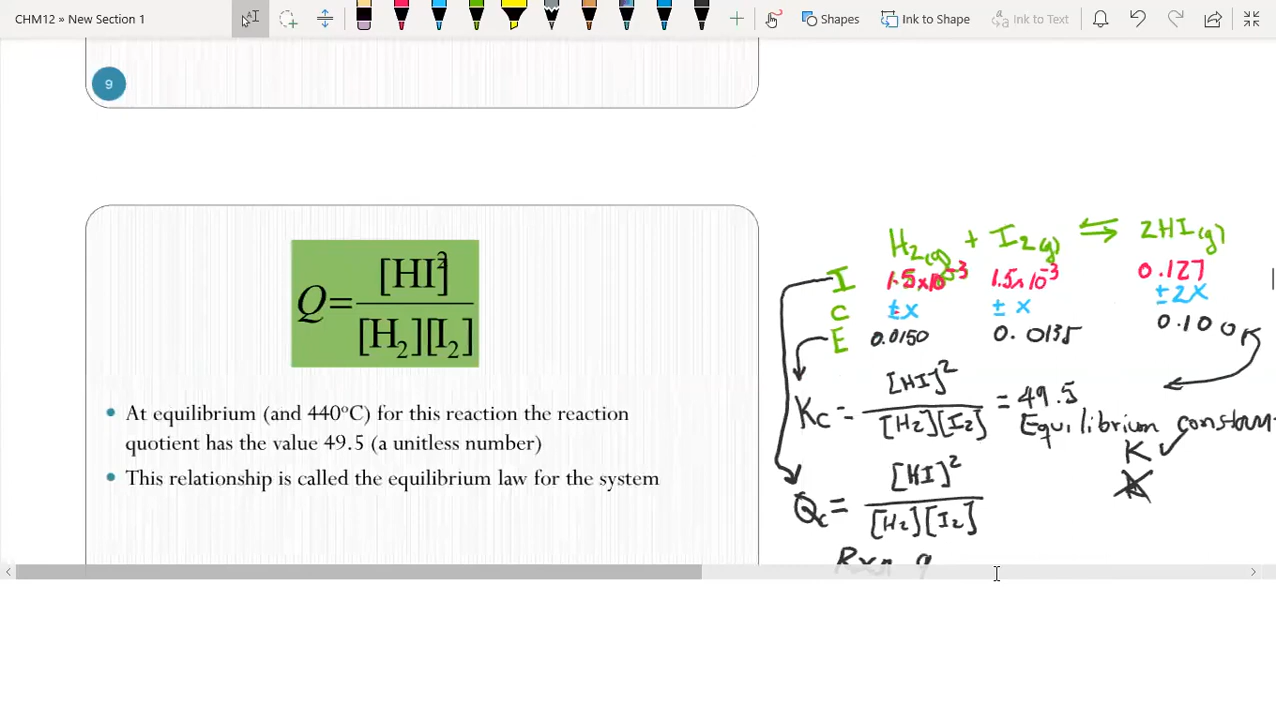 CHM12 » New Section 1
Shapes
Ink to Shape
Ink to Text
9
Q=[HI]²/[H₂][I₂]
At equilibrium (and 440°C) for this reaction the reaction
quotient has the value 49.5 (a unitless number)
This relationship is called the equilibrium law for the system
H₂(g) + I₂(g) ⇌ 2HI(g)
I 1.5x10⁻³ 1.5x10⁻³ 0.127
C ±x ±x ±2x
E 0.0150 0.0135 0.100
Kc = [HI]²/[H₂][I₂] = 49.5
Equilibrium constant
K ✓
Qc = [HI]²/[H₂][I₂]
Rxn